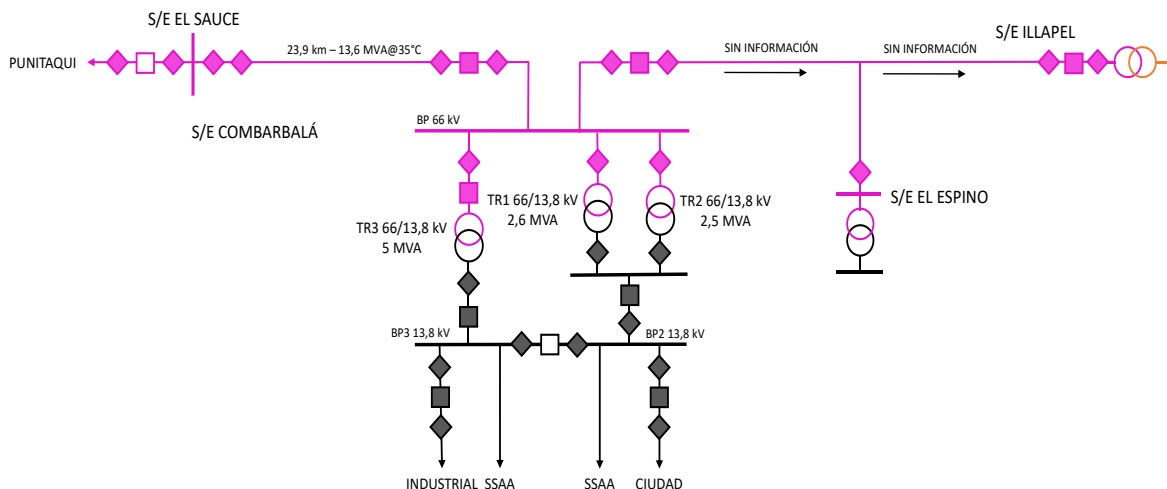 S/E EL SAUCE
PUNITAQUI
23,9 km – 13,6 MVA@35°C
SIN INFORMACIÓN
SIN INFORMACIÓN
S/E ILLAPEL
S/E COMBARBALÁ
BP 66 kV
TR3 66/13,8 kV
5 MVA
TR1 66/13,8 kV
2,6 MVA
TR2 66/13,8 kV
2,5 MVA
S/E EL ESPINO
BP3 13,8 kV
BP2 13,8 kV
INDUSTRIAL
SSAA
SSAA
CIUDAD